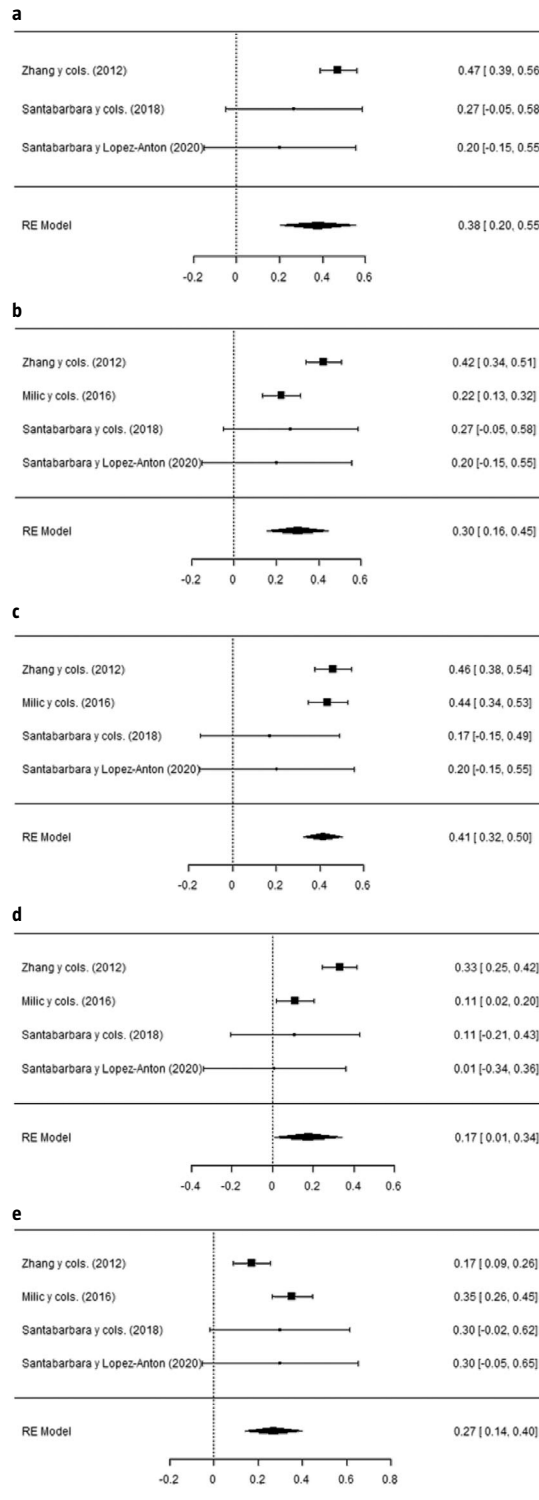 a
Zhang y cols. (2012) 0.47 [ 0.39, 0.56
Santabarbara y cols. (2018) 0.27 [-0.05, 0.58
Santabarbara y Lopez-Anton (2020) 0.20 [-0.15, 0.55
RE Model 0.38 [ 0.20, 0.55
-0.2 0 0.2 0.4 0.6
b
Zhang y cols. (2012) 0.42 [ 0.34, 0.51]
Milic y cols. (2016) 0.22 [ 0.13, 0.32]
Santabarbara y cols. (2018) 0.27 [-0.05, 0.58]
Santabarbara y Lopez-Anton (2020) 0.20 [-0.15, 0.55]
RE Model 0.30 [ 0.16, 0.45]
-0.2 0 0.2 0.4 0.6
c
Zhang y cols. (2012) 0.46 [ 0.38, 0.54]
Milic y cols. (2016) 0.44 [ 0.34, 0.53]
Santabarbara y cols. (2018) 0.17 [-0.15, 0.49]
Santabarbara y Lopez-Anton (2020) 0.20 [-0.15, 0.55]
RE Model 0.41 [ 0.32, 0.50]
-0.2 0 0.2 0.4 0.6
d
Zhang y cols. (2012) 0.33 [ 0.25, 0.42]
Milic y cols. (2016) 0.11 [ 0.02, 0.20]
Santabarbara y cols. (2018) 0.11 [-0.21, 0.43]
Santabarbara y Lopez-Anton (2020) 0.01 [-0.34, 0.36]
RE Model 0.17 [ 0.01, 0.34]
-0.4 -0.2 0 0.2 0.4 0.6
e
Zhang y cols. (2012) 0.17 [ 0.09, 0.26]
Milic y cols. (2016) 0.35 [ 0.26, 0.45]
Santabarbara y cols. (2018) 0.30 [-0.02, 0.62]
Santabarbara y Lopez-Anton (2020) 0.30 [-0.05, 0.65]
RE Model 0.27 [ 0.14, 0.40]
-0.2 0 0.2 0.4 0.6 0.8